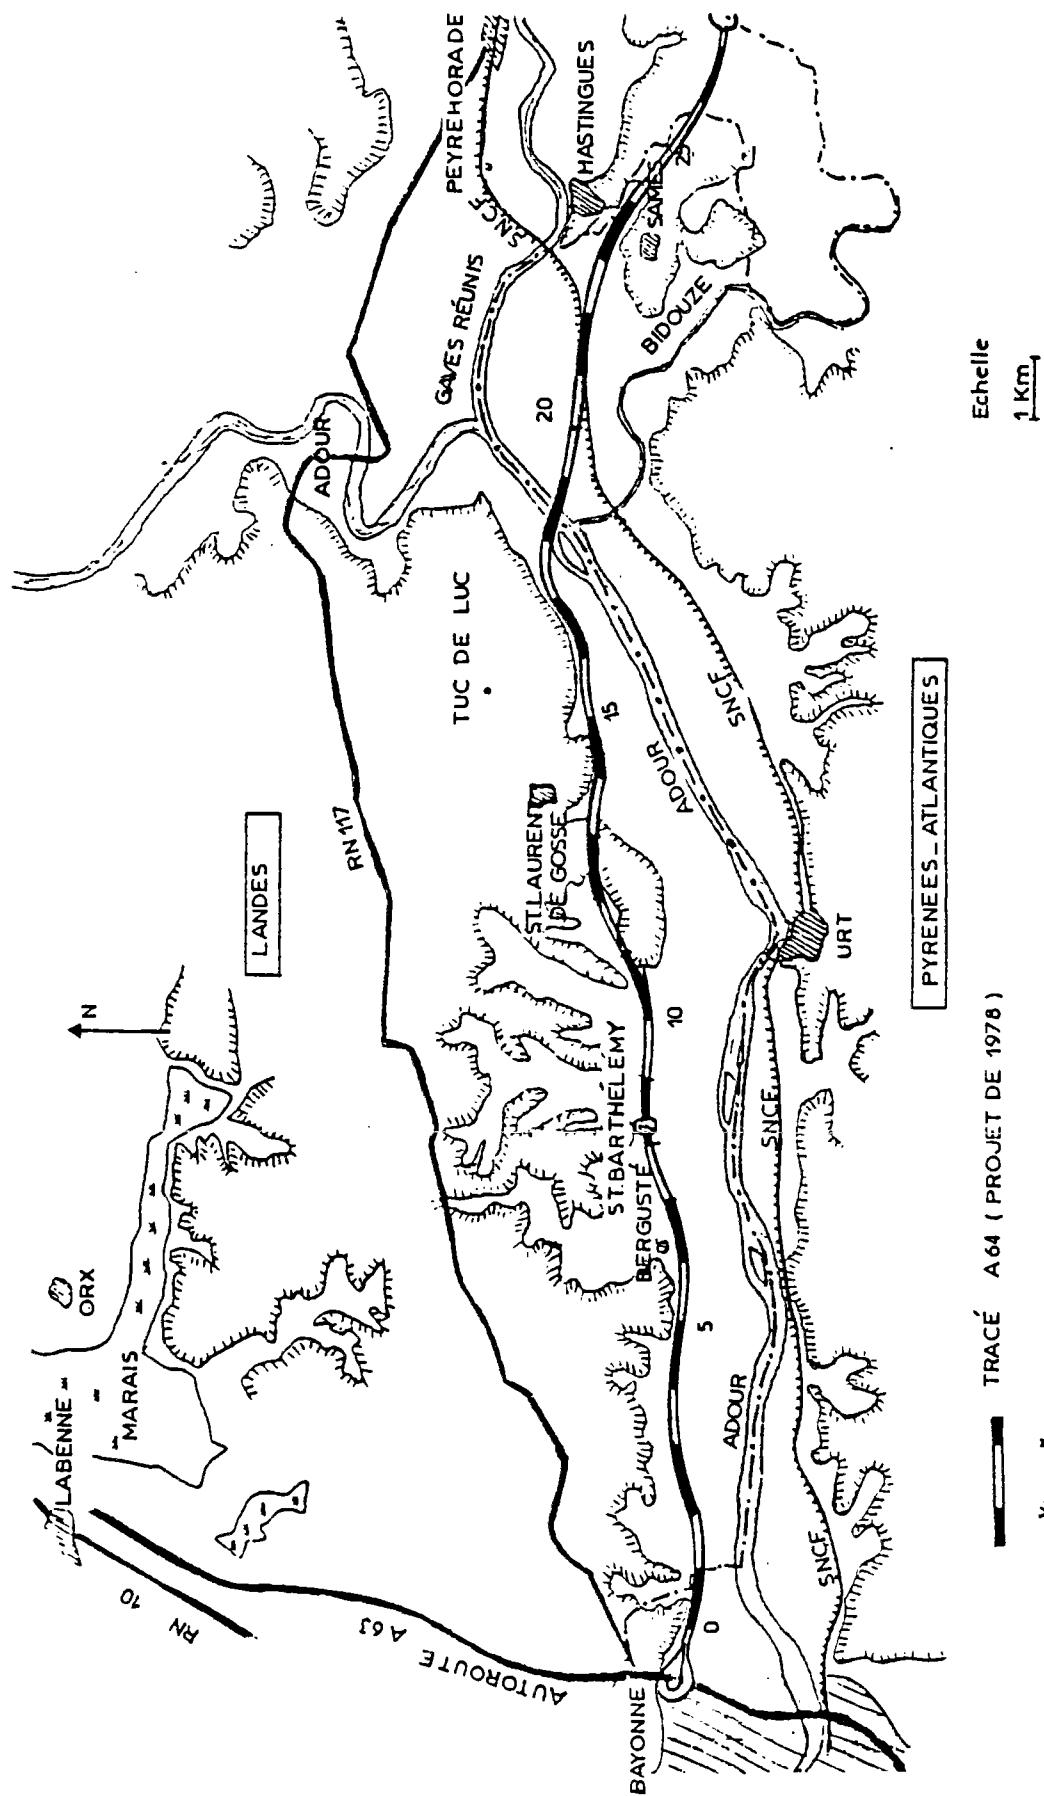 LABENNE
ORX
MARAIS
N
LANDES
RN 10
AUTOROUTE A 63
RN 117
ADOUR
PEYREHORADE
SNCF
GAVES RÉUNIS
HASTINGUES
SAMES
25
BIDOUZE
20
TUC DE LUC
15
ST. LAURENT
DE GOSSE
ST. BARTHÉLEMY
BERGUSTÉ
10
5
0
BAYONNE
ADOUR
ADOUR
SNCF
SNCF
SNCF
URT
PYRENEES_ATLANTIQUES
Echelle
1 Km
TRACÉ A64 ( PROJET DE 1978 )